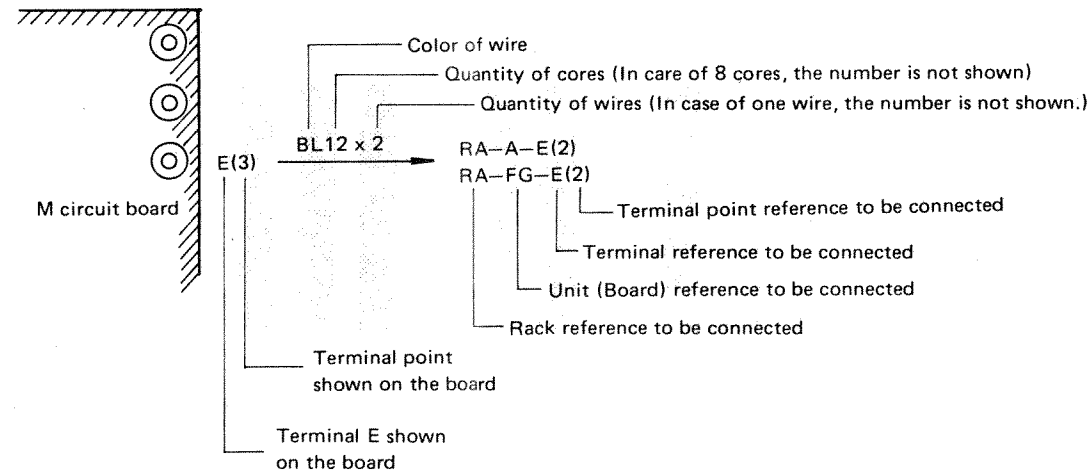 Color of wire
Quantity of cores (In care of 8 cores, the number is not shown)
Quantity of wires (In case of one wire, the number is not shown.)
BL12 x 2
E(3)
RA-A-E(2)
RA-FG-E(2)
M circuit board
Terminal point reference to be connected
Terminal reference to be connected
Unit (Board) reference to be connected
Rack reference to be connected
Terminal point
shown on the board
Terminal E shown
on the board